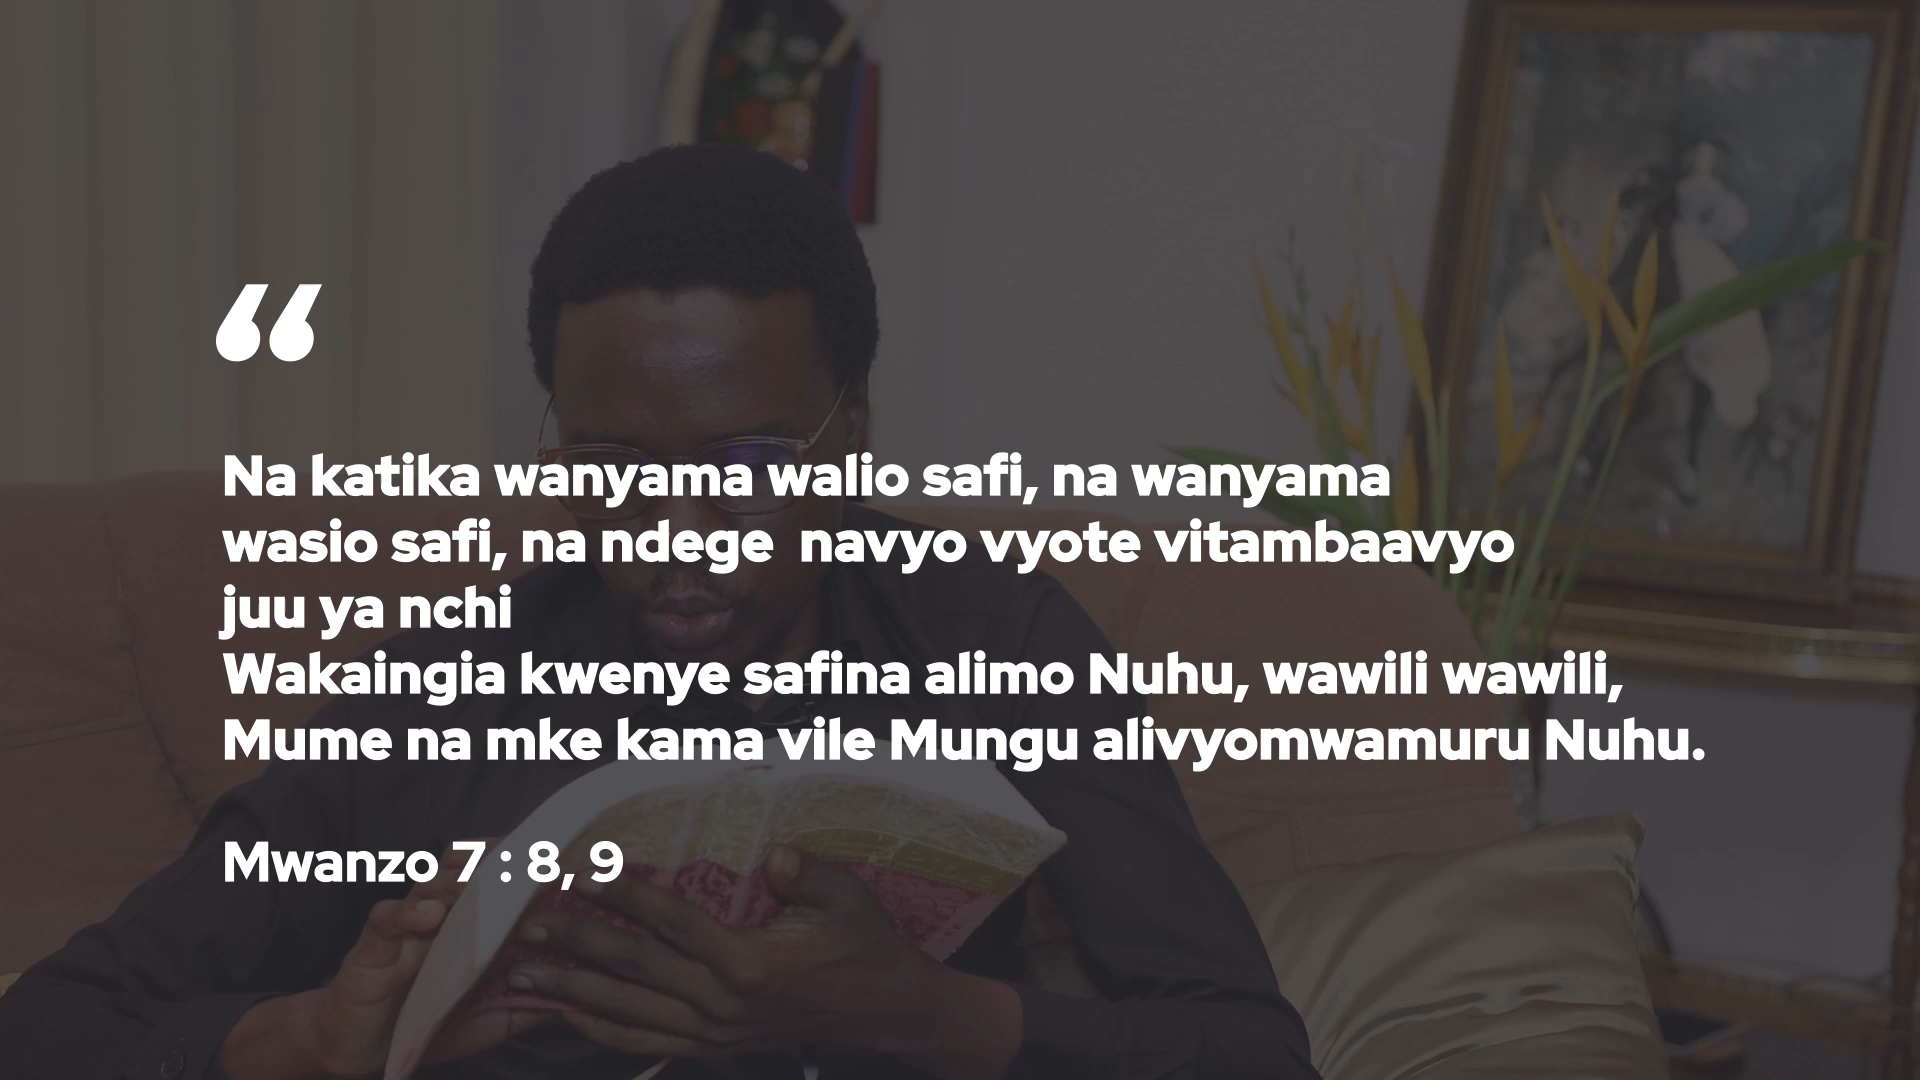 “
Na katika wanyama walio safi, na wanyama
wasio safi, na ndege  navyo vyote vitambaavyo
juu ya nchi
Wakaingia kwenye safina alimo Nuhu, wawili wawili,
Mume na mke kama vile Mungu alivyomwamuru Nuhu.
Mwanzo 7 : 8, 9